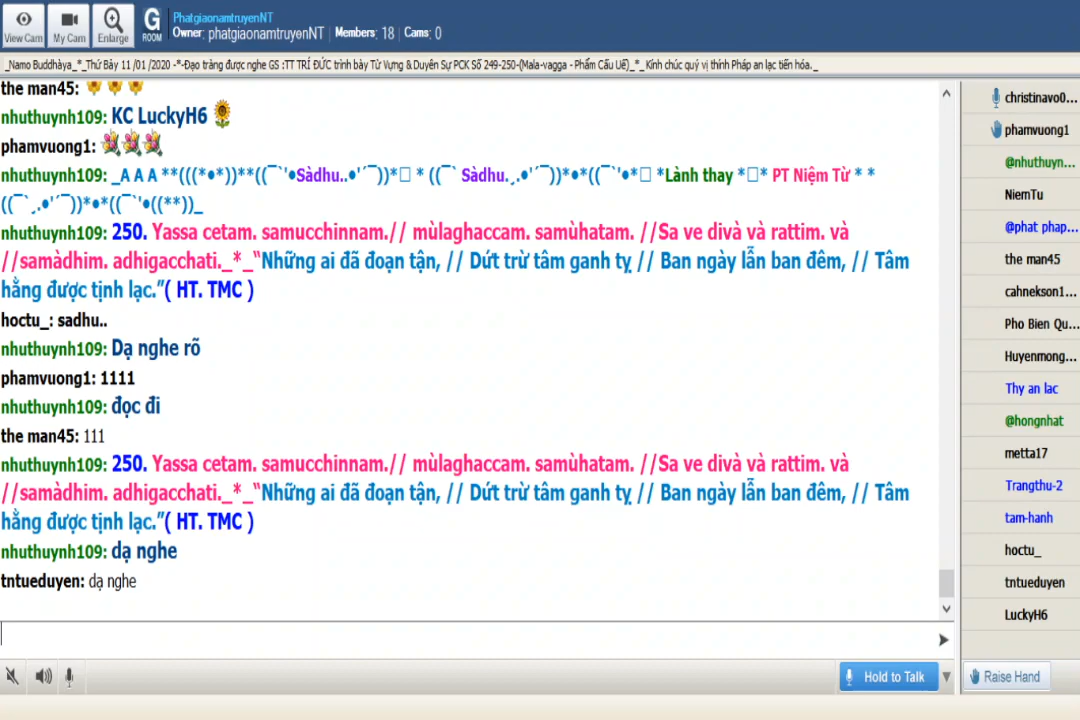 View Cam
My Cam
Enlarge
G ROOM
PhatgiaonamtruyenNT
Owner: phatgiaonamtruyenNT | Members: 18 | Cams: 0
_Namo Buddhàya_*_Thứ Bảy 11 /01 /2020 -*-Đạo tràng được nghe GS :TT TRÍ ĐỨC trình bày Từ Vựng & Duyên Sự PCK Số 249-250-(Mala-vagga - Phẩm Cấu Uế)_*_ Kính chúc quý vị thính Pháp an lạc tiến hóa._
the man45:
nhuthuynh109: KC LuckyH6
phamvuong1:
nhuthuynh109: _A A A **(((*•*))**((¯`'•Sàdhu..•'´¯))*  * ((¯` Sàdhu.¸.•'´¯))*•*((¯`'•*  *Lành thay * * PT Niệm Từ * *
((¯`¸.•'´¯))*•*((¯`'•((**))_
nhuthuynh109: 250. Yassa cetam. samucchinnam.// mùlaghaccam. samùhatam. //Sa ve divà và rattim. và
//samàdhim. adhigacchati._*_“Những ai đã đoạn tận, // Dứt trừ tâm ganh tỵ // Ban ngày lẫn ban đêm, // Tâm
hằng được tịnh lạc.”( HT. TMC )
hoctu_: sadhu..
nhuthuynh109: Dạ nghe rõ
phamvuong1: 1111
nhuthuynh109: đọc đi
the man45: 111
nhuthuynh109: 250. Yassa cetam. samucchinnam.// mùlaghaccam. samùhatam. //Sa ve divà và rattim. và
//samàdhim. adhigacchati._*_“Những ai đã đoạn tận, // Dứt trừ tâm ganh tỵ // Ban ngày lẫn ban đêm, // Tâm
hằng được tịnh lạc.”( HT. TMC )
nhuthuynh109: dạ nghe
tntueduyen: dạ nghe
Hold to Talk
christinavo0...
phamvuong1
@nhuthuyn...
NiemTu
@phat phap...
the man45
cahnekson1...
Pho Bien Qu...
Huyenmong...
Thy an lac
@hongnhat
metta17
Trangthu-2
tam-hanh
hoctu_
tntueduyen
LuckyH6
Raise Hand